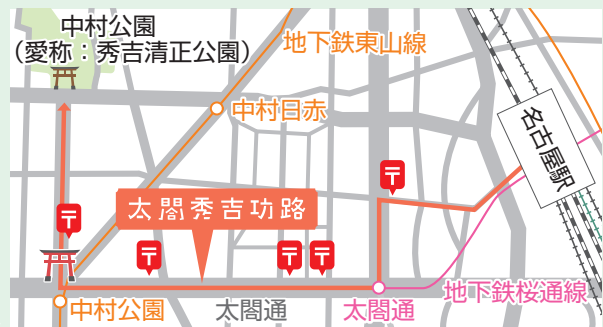 中村公園
（愛称：秀吉清正公園）
地下鉄東山線
中村日赤
名古屋駅
太閤秀吉功路
地下鉄桜通線
中村公園
太閤通
太閤通